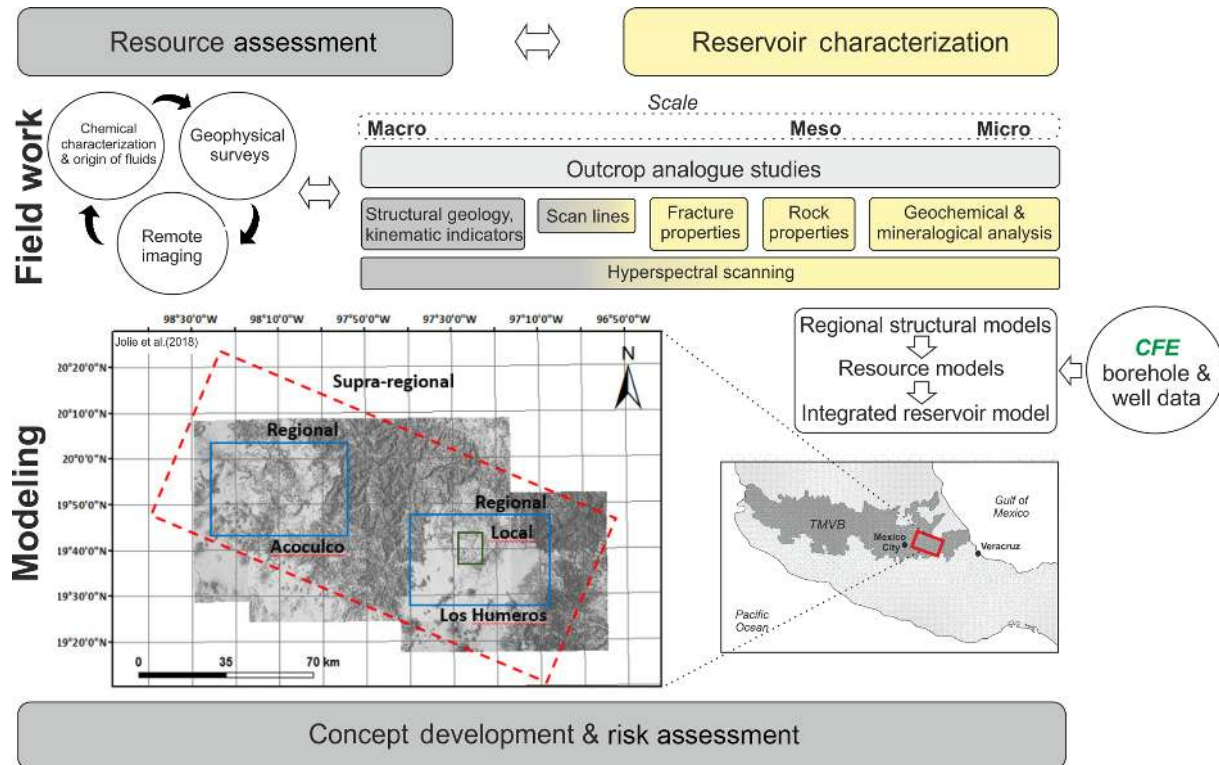 Resource assessment
Reservoir characterization
Field work
Chemical
characterization
& origin of fluids
Geophysical
surveys
Remote
imaging
Scale
Macro
Meso
Micro
Outcrop analogue studies
Structural geology,
kinematic indicators
Scan lines
Fracture
properties
Rock
properties
Geochemical &
mineralogical analysis
Hyperspectral scanning
Modeling
98°30'0"W
98°10'0"W
97°50'0"W
97°30'0"W
97°10'0"W
96°50'0"W
Jolie et al.(2018)
N
20°20'0"N
20°10'0"N
20°0'0"N
19°50'0"N
19°40'0"N
19°30'0"N
19°20'0"N
Supra-regional
Regional
Acoculco
Regional
Local
Los Humeros
0 35 70 km
Regional structural models
Resource models
Integrated reservoir model
CFE
borehole &
well data
TMVB
Mexico
City
Gulf of
Mexico
Veracruz
Pacific
Ocean
Concept development & risk assessment